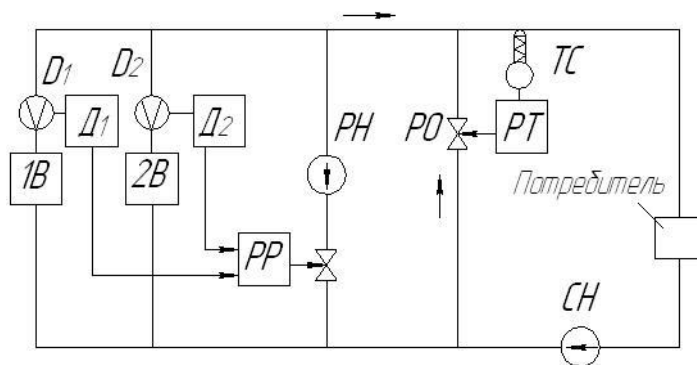 D1
D2
ТС
Д1
Д2
РН
РО
РТ
1В
2В
Потребитель
РР
СН